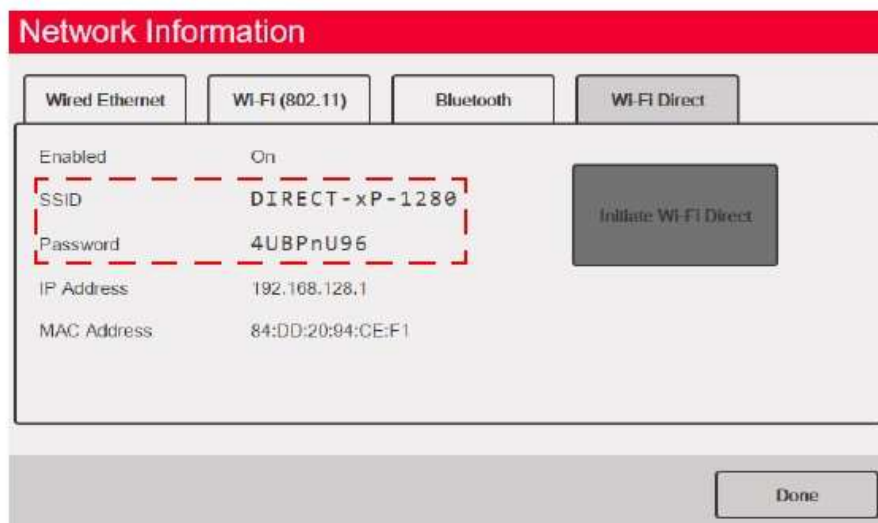 Network Information
Wired Ethernet
Wi-Fi (802.11)
Bluetooth
Wi-Fi Direct
Enabled On
SSID DIRECT-xP-1280
Password 4UBPnU96
Initiate Wi-Fi Direct
IP Address 192.168.128.1
MAC Address 84:DD:20:94:CE:F1
Done